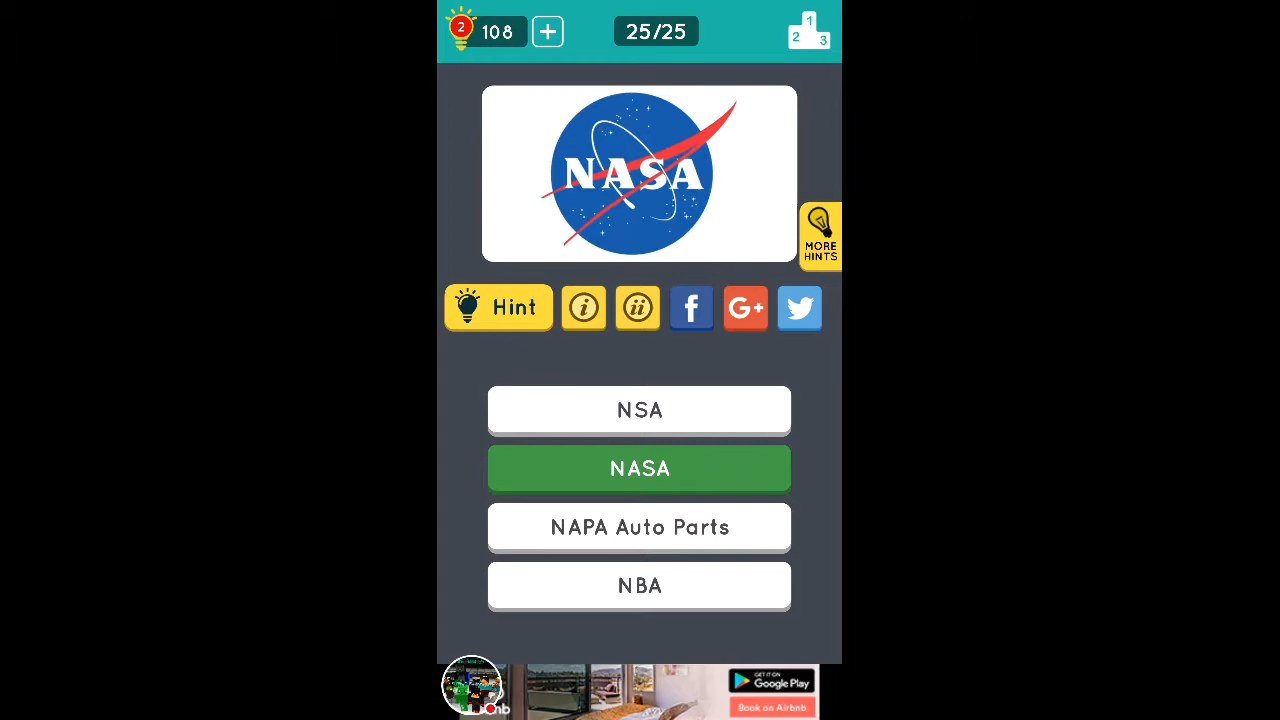 2 108 + 25/25 1 2 3
NASA
MORE
HINTS
Hint i ii f G+
NSA
NASA
NAPA Auto Parts
NBA
GET IT ON
Google Play
Book on Airbnb